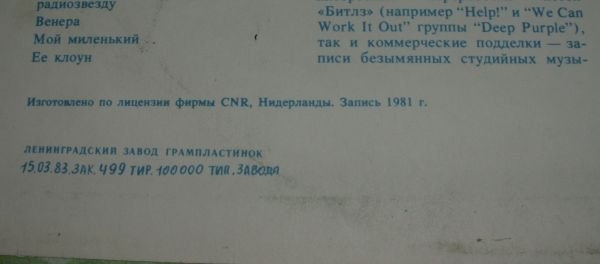 радиозвезду
Венера
Мой миленький
Ее клоун
«Битлз» (например “Help!” и “We Can
Work It Out” группы “Deep Purple”),
так и коммерческие подделки — за-
писи безымянных студийных музы-
Изготовлено по лицензии фирмы CNR, Нидерланды. Запись 1981 г.
ЛЕНИНГРАДСКИЙ ЗАВОД ГРАМПЛАСТИНОК
15.03.83. ЗАК. 499 ТИР. 100000 ТИП. ЗАВОДА